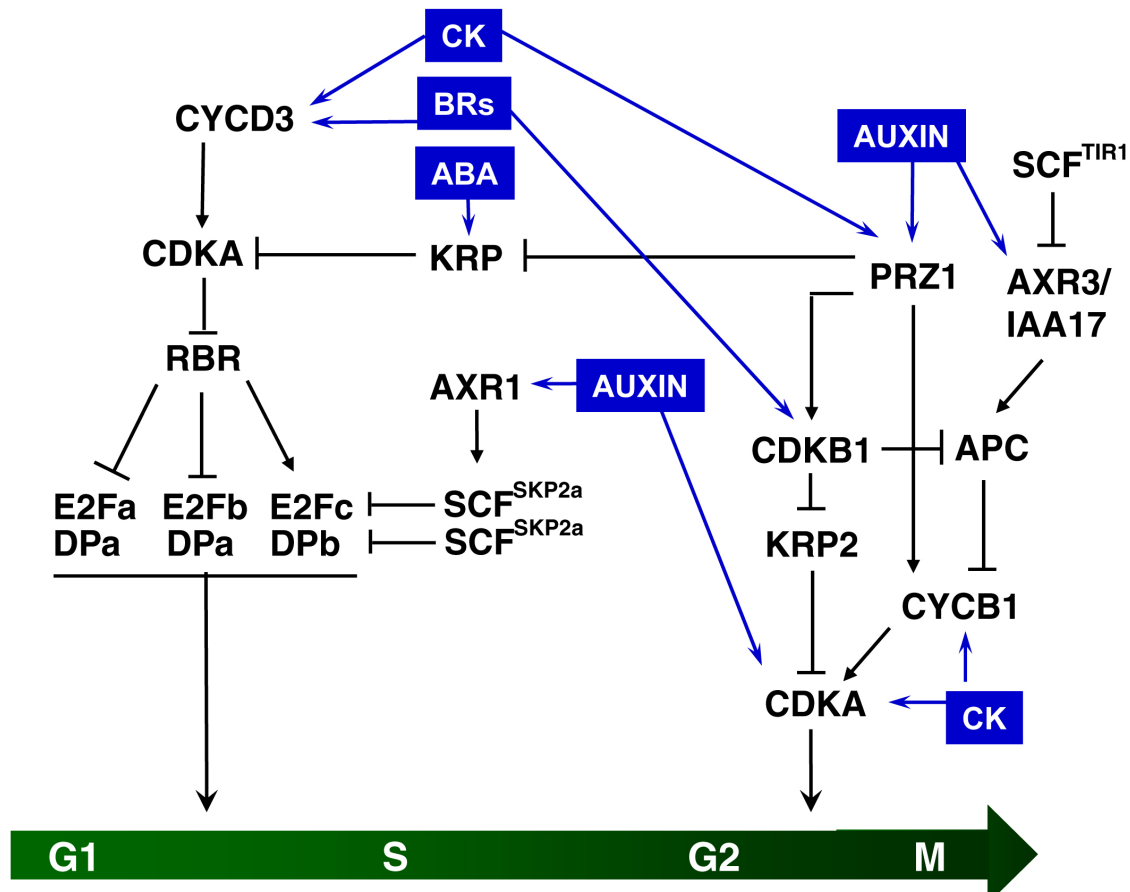 CK
BRs
CYCD3
AUXIN
SCF^TIR1
ABA
CDKA
KRP
PRZ1
AXR3/
IAA17
RBR
AXR1
AUXIN
CDKB1
APC
E2Fa
DPa
E2Fb
DPa
E2Fc
DPb
SCF^SKP2a
SCF^SKP2a
KRP2
CYCB1
CDKA
CK
G1 S G2 M